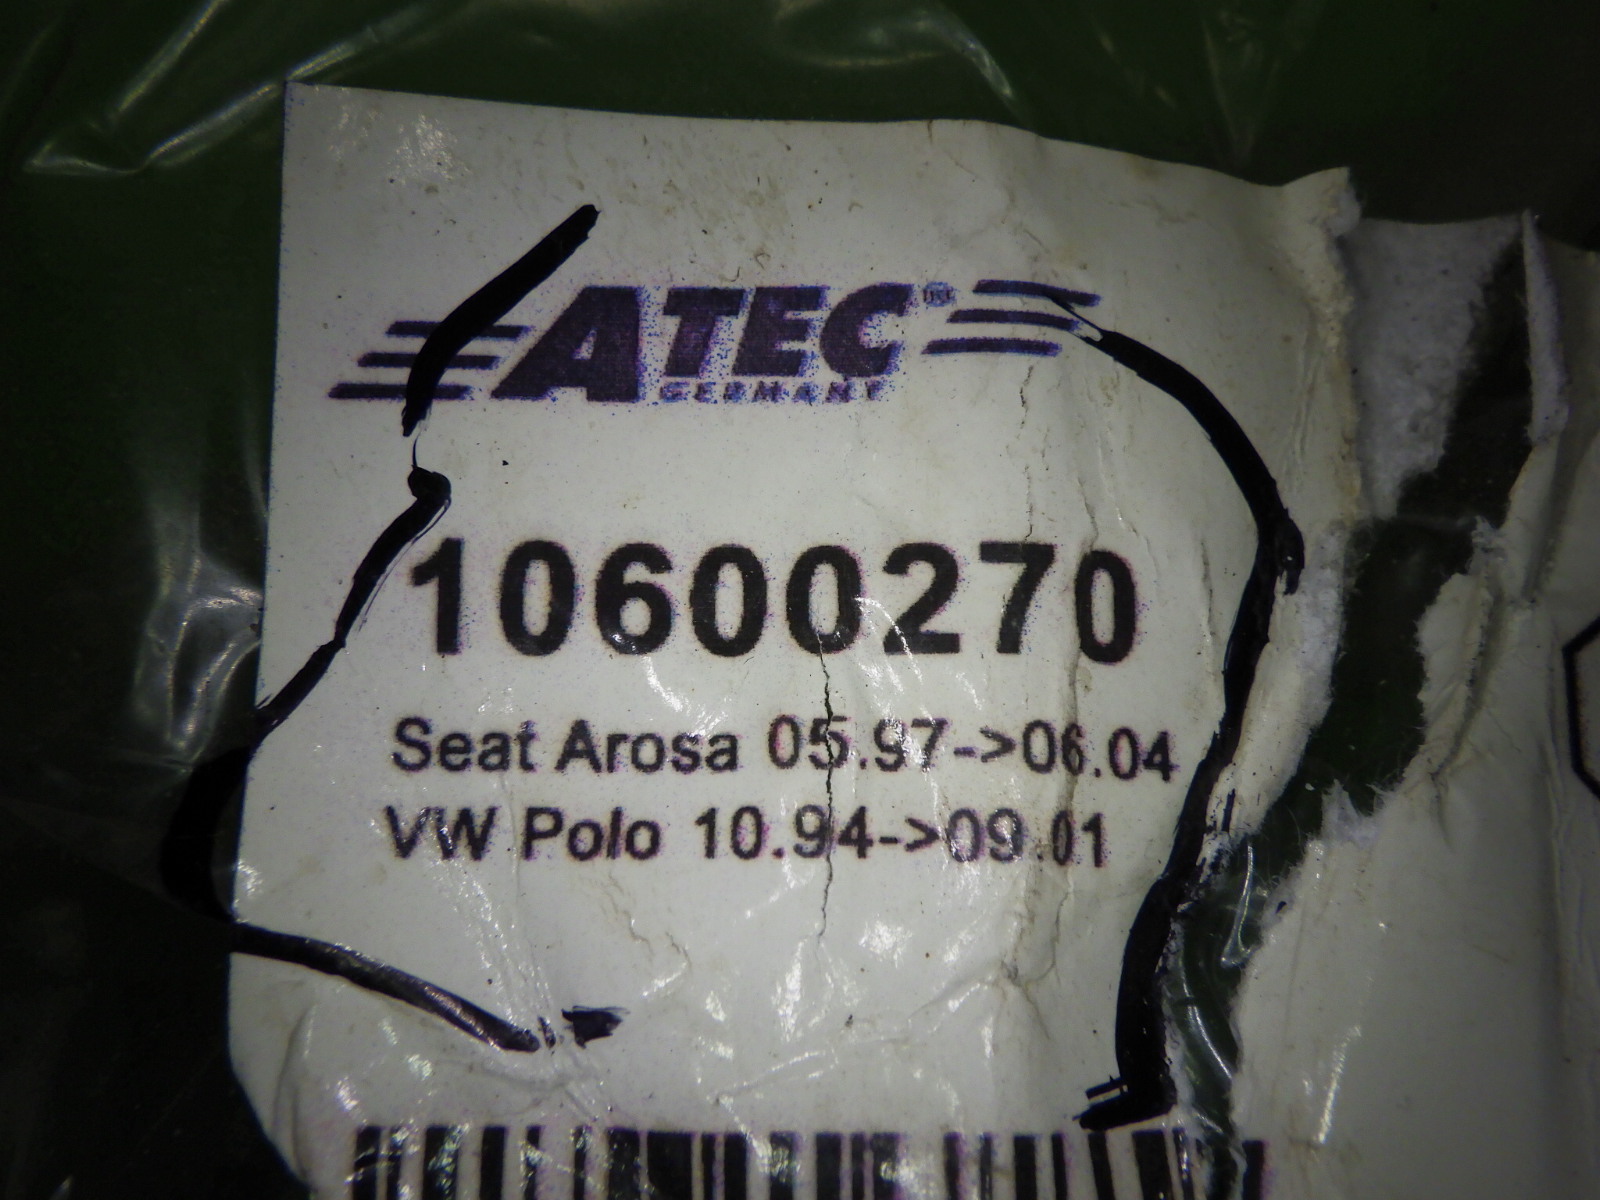 ATEC
GERMANY
10600270
Seat Arosa 05.97->06.04
VW Polo 10.94->09.01